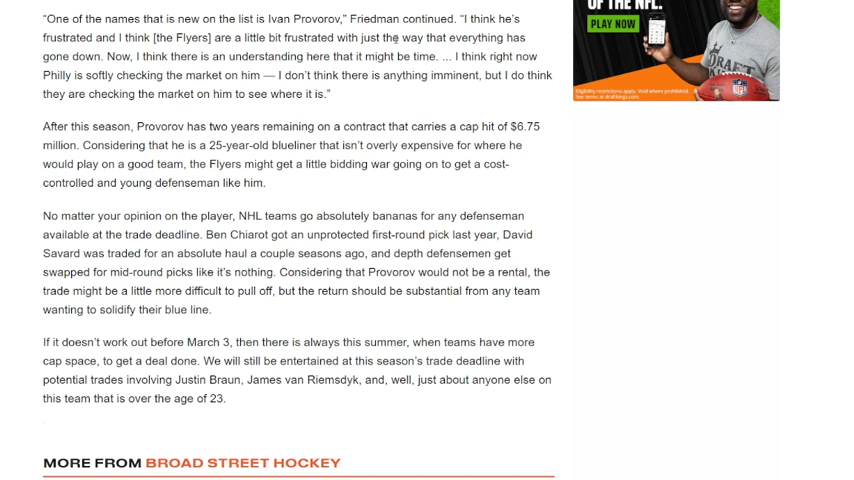 OF THE NFL.
PLAY NOW
DRAFT
NFL
Eligibility restrictions apply. Void where prohibited.
See terms at draftkings.com.
“One of the names that is new on the list is Ivan Provorov,” Friedman continued. “I think he’s
frustrated and I think [the Flyers] are a little bit frustrated with just the way that everything has
gone down. Now, I think there is an understanding here that it might be time. ... I think right now
Philly is softly checking the market on him — I don’t think there is anything imminent, but I do think
they are checking the market on him to see where it is.”
After this season, Provorov has two years remaining on a contract that carries a cap hit of $6.75
million. Considering that he is a 25-year-old blueliner that isn’t overly expensive for where he
would play on a good team, the Flyers might get a little bidding war going on to get a cost-
controlled and young defenseman like him.
No matter your opinion on the player, NHL teams go absolutely bananas for any defenseman
available at the trade deadline. Ben Chiarot got an unprotected first-round pick last year, David
Savard was traded for an absolute haul a couple seasons ago, and depth defensemen get
swapped for mid-round picks like it’s nothing. Considering that Provorov would not be a rental, the
trade might be a little more difficult to pull off, but the return should be substantial from any team
wanting to solidify their blue line.
If it doesn’t work out before March 3, then there is always this summer, when teams have more
cap space, to get a deal done. We will still be entertained at this season’s trade deadline with
potential trades involving Justin Braun, James van Riemsdyk, and, well, just about anyone else on
this team that is over the age of 23.
MORE FROM BROAD STREET HOCKEY